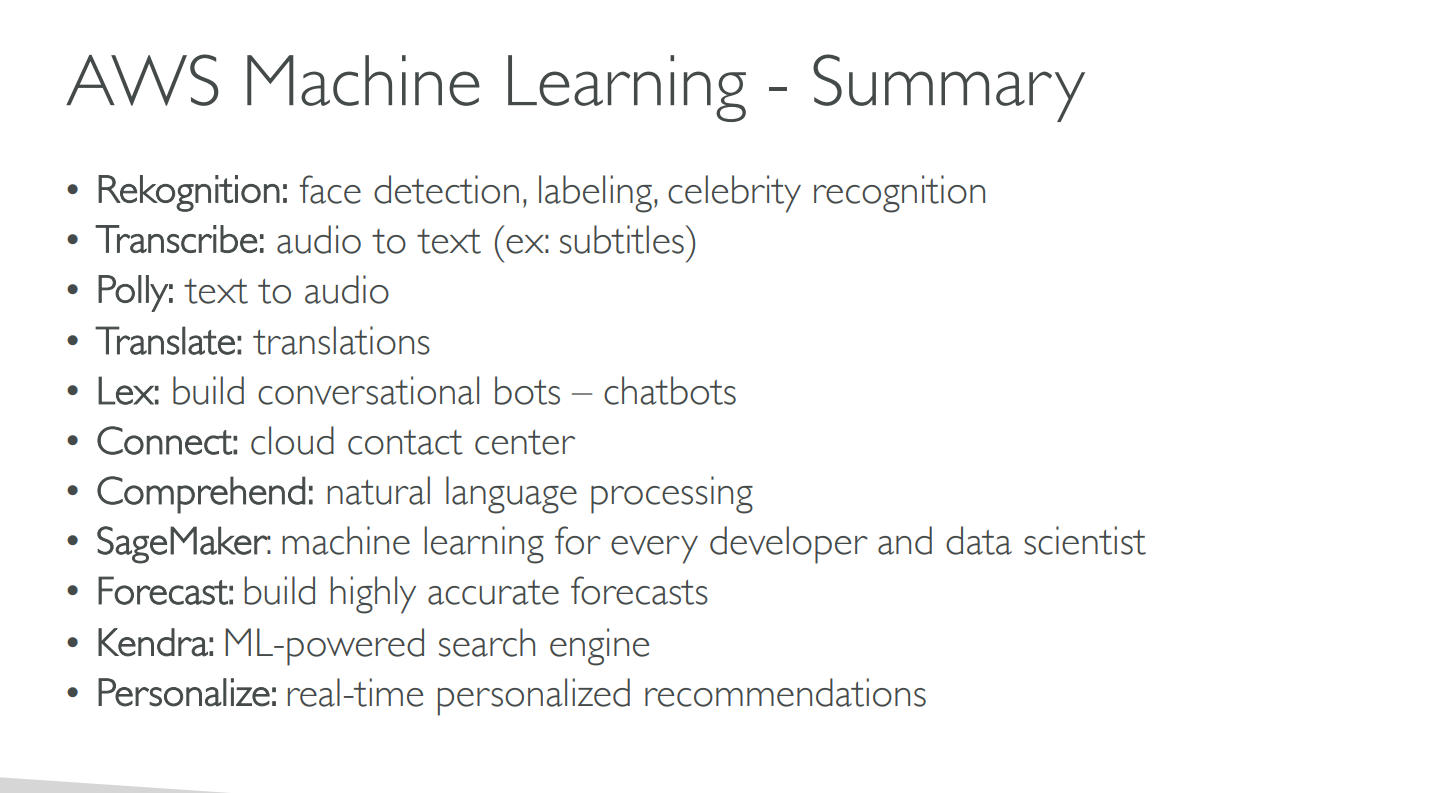 AWS Machine Learning - Summary
• Rekognition: face detection, labeling, celebrity recognition
• Transcribe: audio to text (ex: subtitles)
• Polly: text to audio
• Translate: translations
• Lex: build conversational bots – chatbots
• Connect: cloud contact center
• Comprehend: natural language processing
• SageMaker: machine learning for every developer and data scientist
• Forecast: build highly accurate forecasts
• Kendra: ML-powered search engine
• Personalize: real-time personalized recommendations